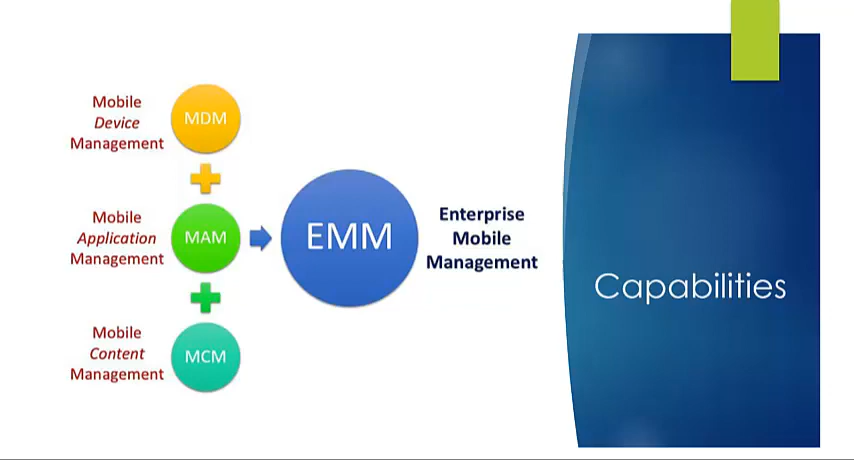 Mobile
Device
Management
MDM
Mobile
Application
Management
MAM
Mobile
Content
Management
MCM
EMM
Enterprise
Mobile
Management
Capabilities